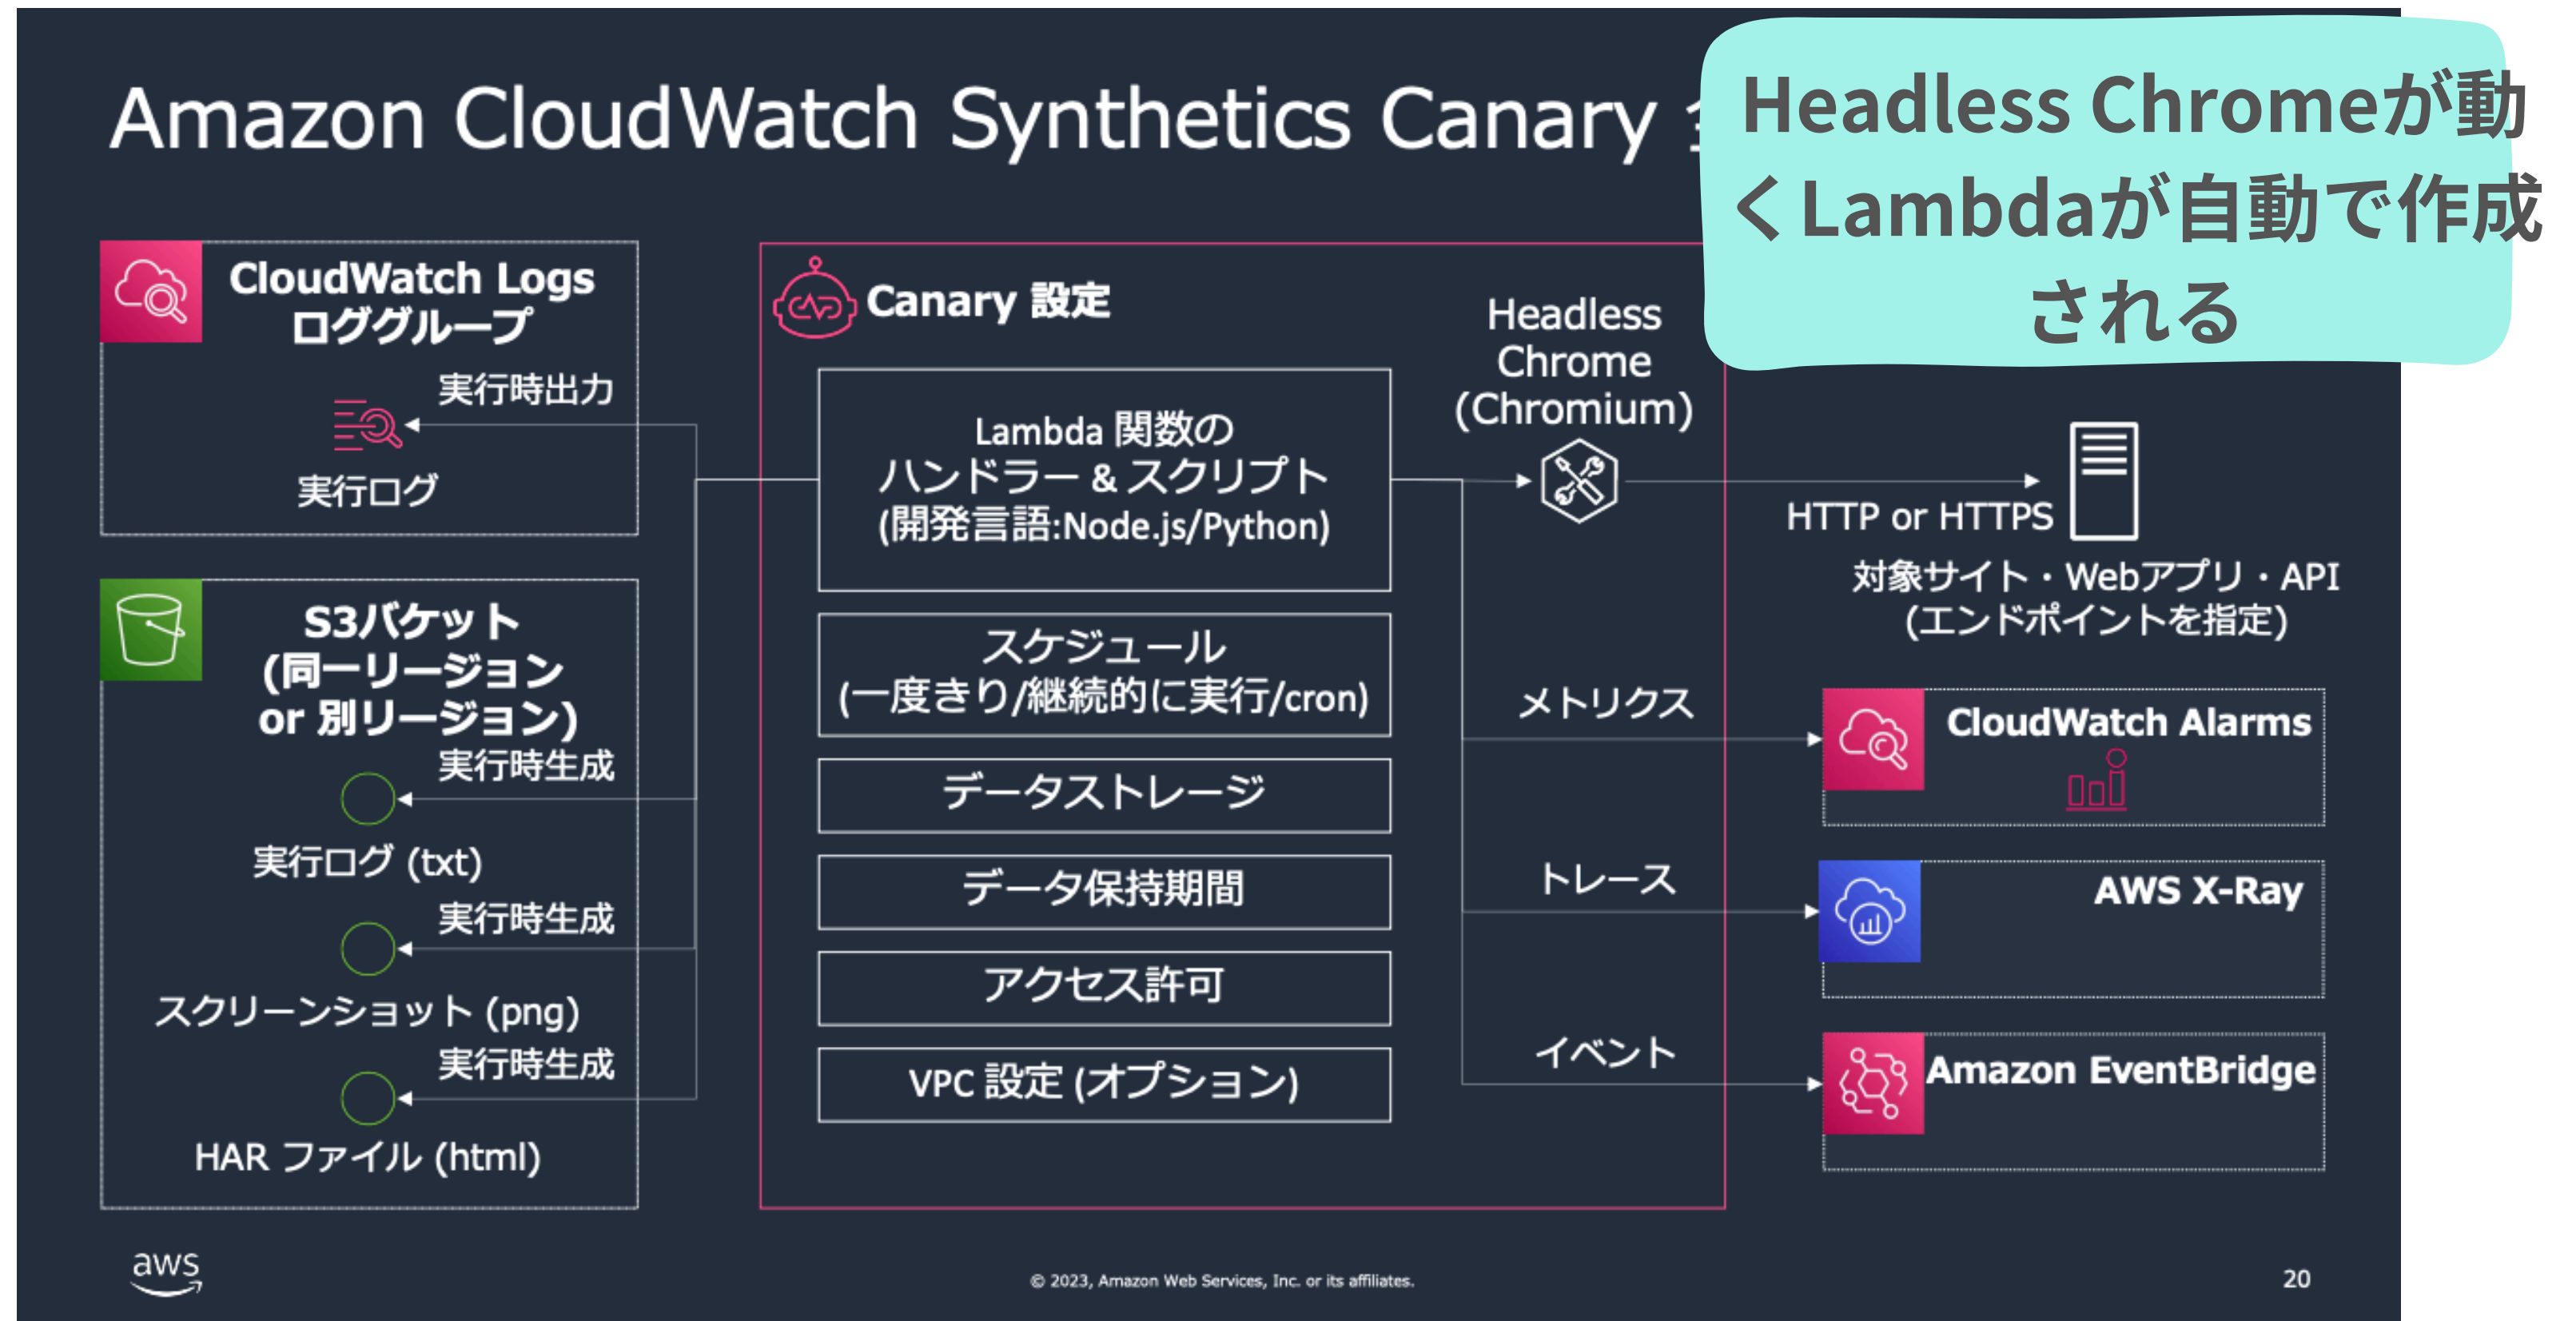 Amazon CloudWatch Synthetics Canary
Headless Chromeが動
くLambdaが自動で作成
される
CloudWatch Logs
ロググループ
実行時出力
実行ログ
S3バケット
(同一リージョン
or 別リージョン)
実行時生成
実行ログ (txt)
実行時生成
スクリーンショット (png)
実行時生成
HAR ファイル (html)
Canary 設定
Lambda 関数の
ハンドラー & スクリプト
(開発言語:Node.js/Python)
スケジュール
(一度きり/継続的に実行/cron)
データストレージ
データ保持期間
アクセス許可
VPC 設定 (オプション)
Headless
Chrome
(Chromium)
HTTP or HTTPS
対象サイト・Webアプリ・API
(エンドポイントを指定)
メトリクス
CloudWatch Alarms
トレース
AWS X-Ray
イベント
Amazon EventBridge
aws
© 2023, Amazon Web Services, Inc. or its affiliates.
20